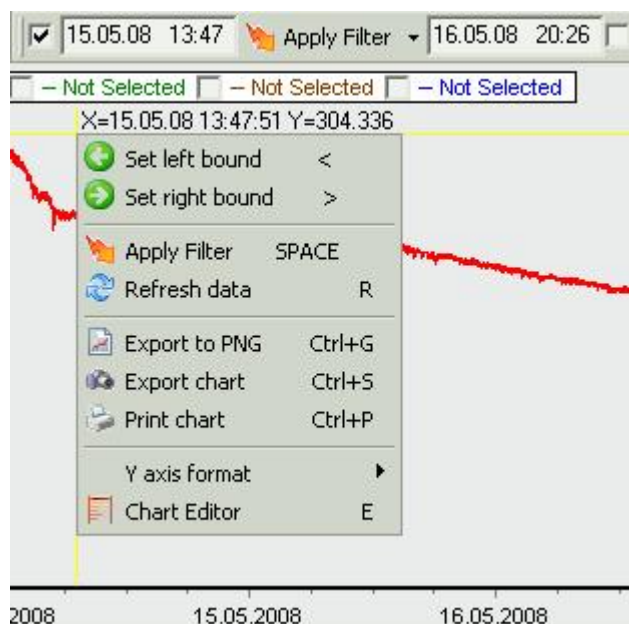 15.05.08 13:47 Apply Filter 16.05.08 20:26
– Not Selected – Not Selected – Not Selected
X=15.05.08 13:47:51 Y=304.336
Set left bound <
Set right bound >
Apply Filter SPACE
Refresh data R
Export to PNG Ctrl+G
Export chart Ctrl+S
Print chart Ctrl+P
Y axis format
Chart Editor E
2008 15.05.2008 16.05.2008